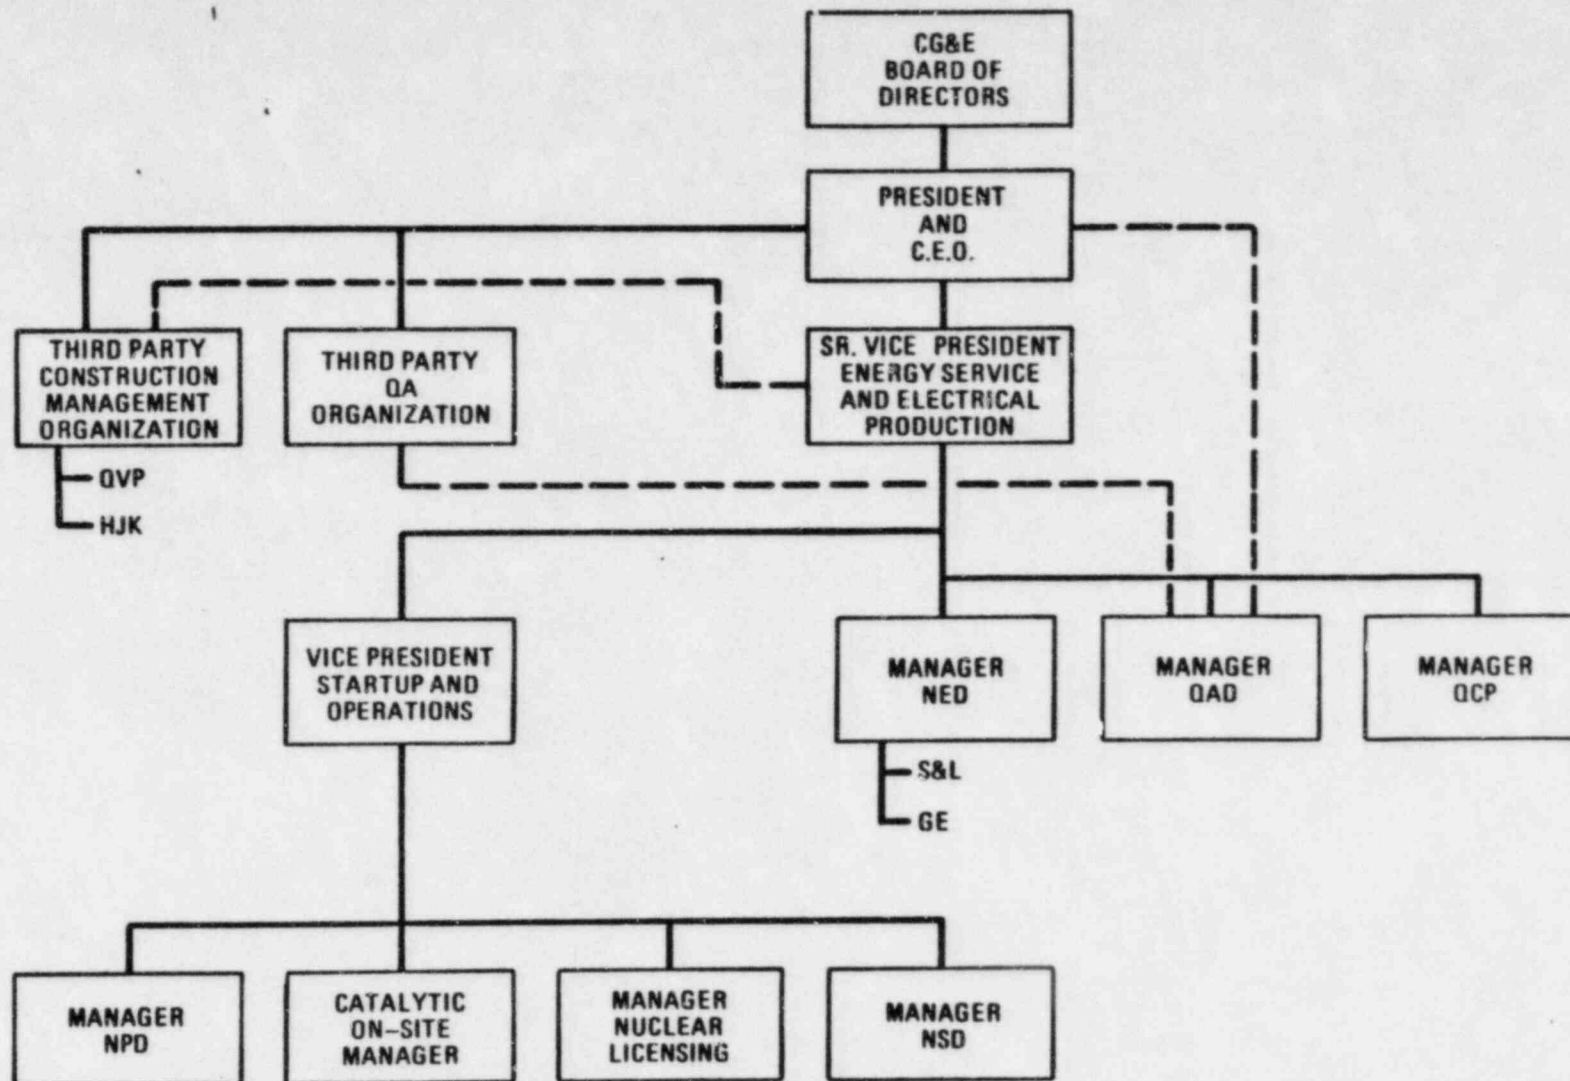 CG&E
BOARD OF
DIRECTORS
PRESIDENT
AND
C.E.O.
THIRD PARTY
CONSTRUCTION
MANAGEMENT
ORGANIZATION
THIRD PARTY
QA
ORGANIZATION
SR. VICE PRESIDENT
ENERGY SERVICE
AND ELECTRICAL
PRODUCTION
QVP
HJK
VICE PRESIDENT
STARTUP AND
OPERATIONS
MANAGER
NED
MANAGER
QAD
MANAGER
QCP
S&L
GE
MANAGER
NPD
CATALYTIC
ON-SITE
MANAGER
MANAGER
NUCLEAR
LICENSING
MANAGER
NSD